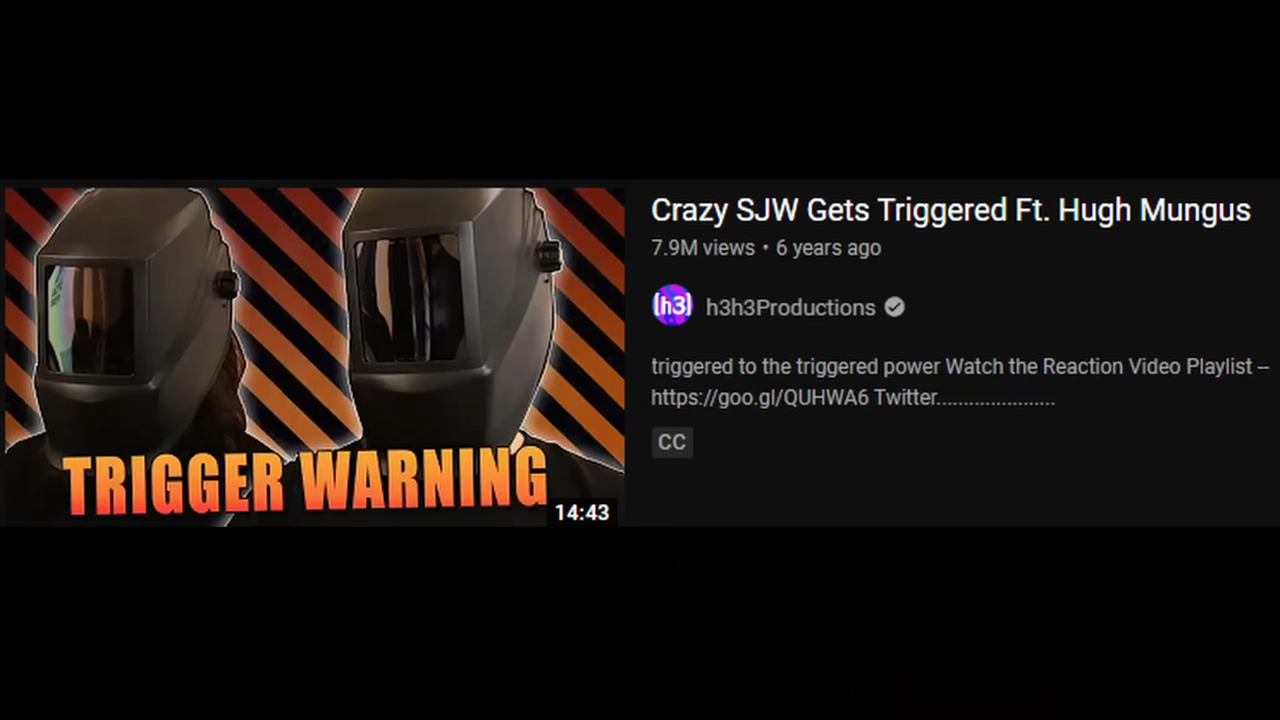 Crazy SJW Gets Triggered Ft. Hugh Mungus
7.9M views • 6 years ago
[h3] h3h3Productions
triggered to the triggered power Watch the Reaction Video Playlist --
https://goo.gl/QUHWA6 Twitter......................
CC
TRIGGER WARNING
14:43